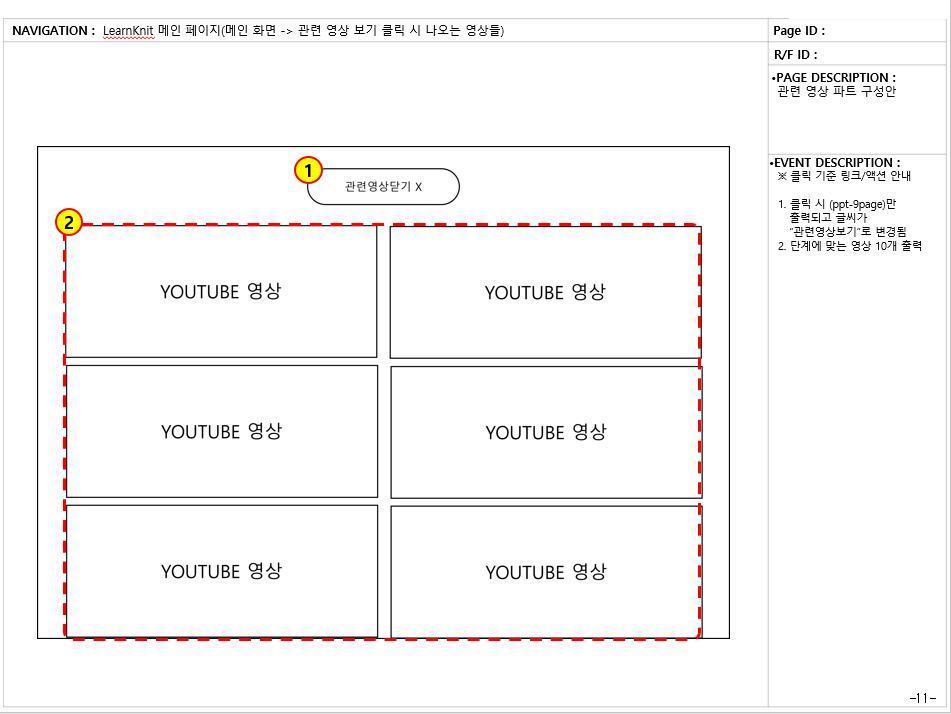 NAVIGATION : LearnKnit 메인 페이지(메인 화면 -> 관련 영상 보기 클릭 시 나오는 영상들)
Page ID :
R/F ID :
•PAGE DESCRIPTION :
관련 영상 파트 구성안
•EVENT DESCRIPTION :
※ 클릭 기준 링크/액션 안내
1. 클릭 시 (ppt-9page)만
출력되고 글씨가
“관련영상보기”로 변경됨
2. 단계에 맞는 영상 10개 출력
1
관련영상닫기 X
2
YOUTUBE 영상
YOUTUBE 영상
YOUTUBE 영상
YOUTUBE 영상
YOUTUBE 영상
YOUTUBE 영상
-11-